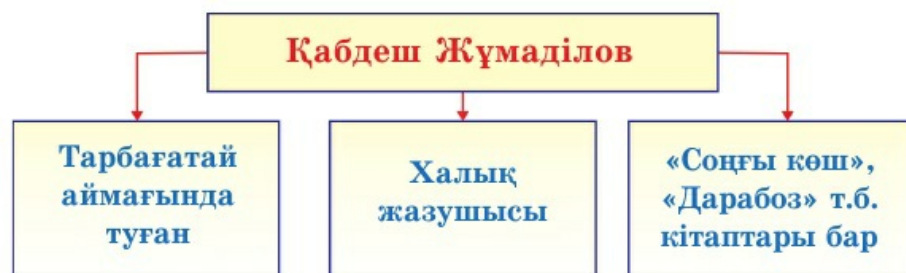 Қабдеш Жұмаділов
Тарбағатай
аймағында
туған
Халық
жазушысы
«Соңғы көш»,
«Дарабоз» т.б.
кітаптары бар